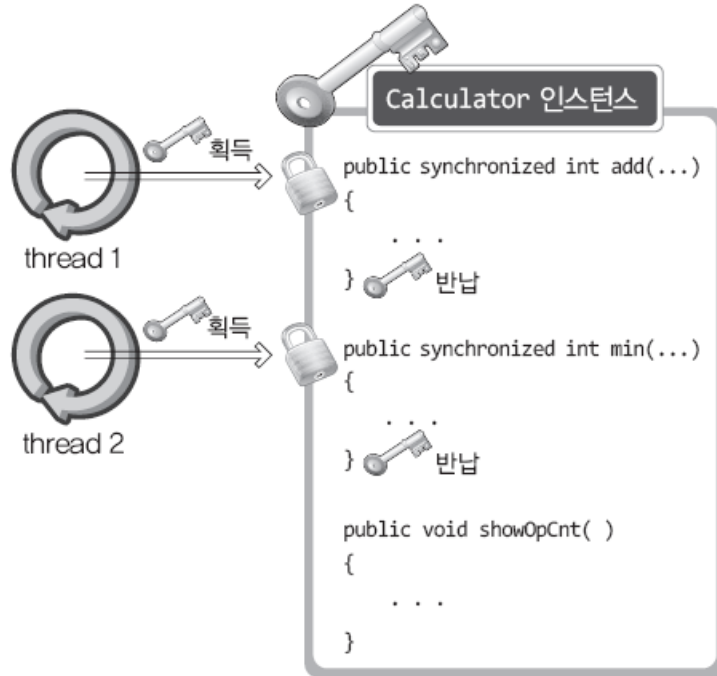 Calculator 인스턴스
획득
public synchronized int add(...)
{
. . .
} 반납
thread 1
획득
public synchronized int min(...)
{
. . .
} 반납
thread 2
public void showOpCnt( )
{
. . .
}